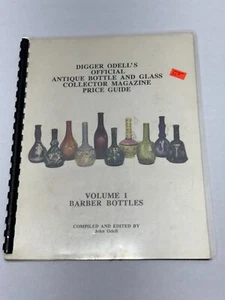 DIGGER ODELL'S
OFFICIAL
ANTIQUE BOTTLE AND GLASS
COLLECTOR MAGAZINE
PRICE GUIDE
VOLUME 1
BARBER BOTTLES
COMPILED AND EDITED BY
John Odell